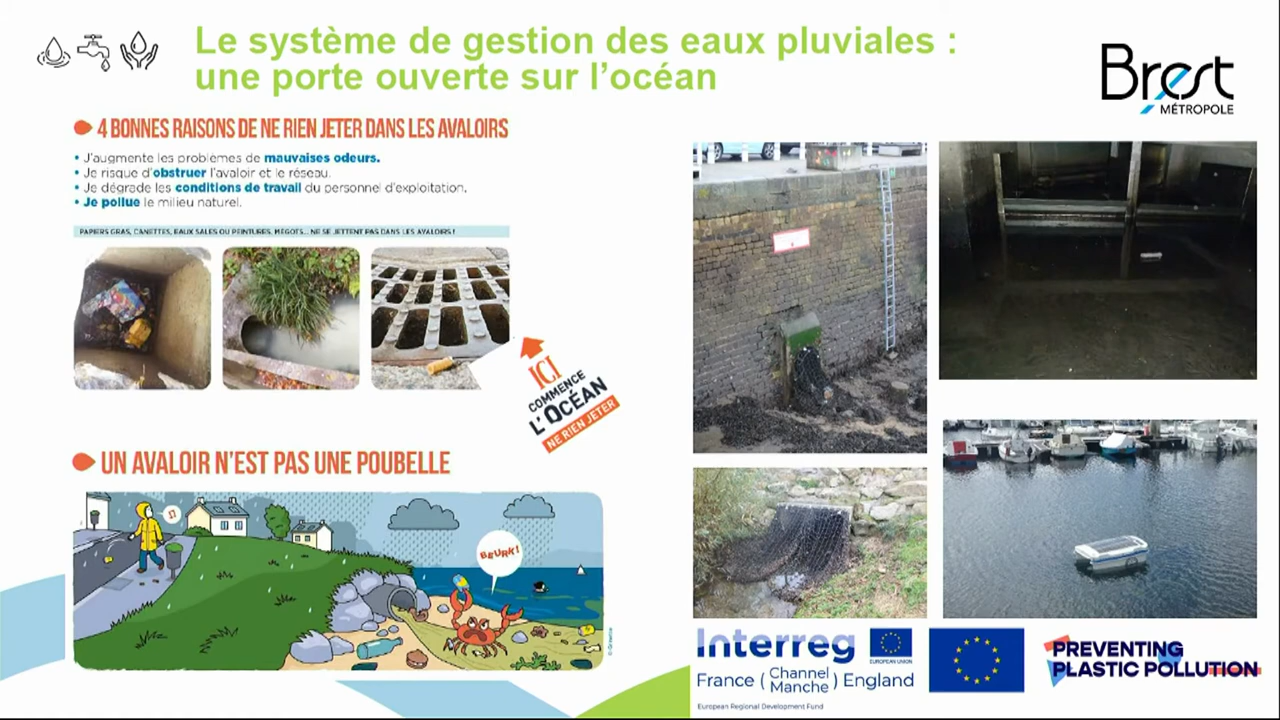 Le système de gestion des eaux pluviales :
une porte ouverte sur l'océan
Brest
MÉTROPOLE
4 BONNES RAISONS DE NE RIEN JETER DANS LES AVALOIRS
• J'augmente les problèmes de mauvaises odeurs.
• Je risque d'obstruer l'avaloir et le réseau.
• Je dégrade les conditions de travail du personnel d'exploitation.
• Je pollue le milieu naturel.
PAPIERS GRAS, CANETTES, EAUX SALES OU PEINTURES, MÉGOTS... NE SE JETTENT PAS DANS LES AVALOIRS !
ICI
COMMENCE
L'OCÉAN
NE RIEN JETER
UN AVALOIR N'EST PAS UNE POUBELLE
BEURK!
Interreg
EUROPEAN UNION
France ( Channel Manche ) England
European Regional Development Fund
PREVENTING
PLASTIC POLLUTION